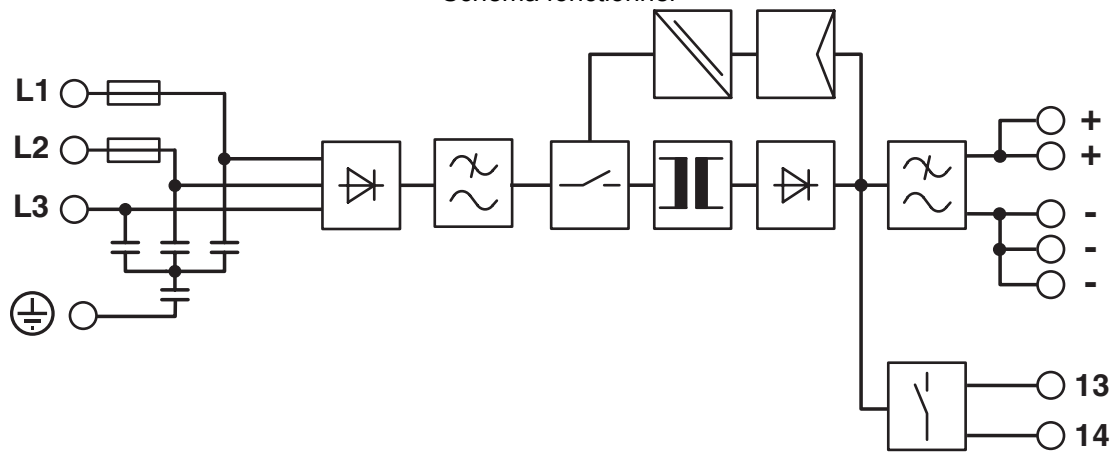 Schéma fonctionnel
L1
L2
L3
+
+
-
-
-
13
14